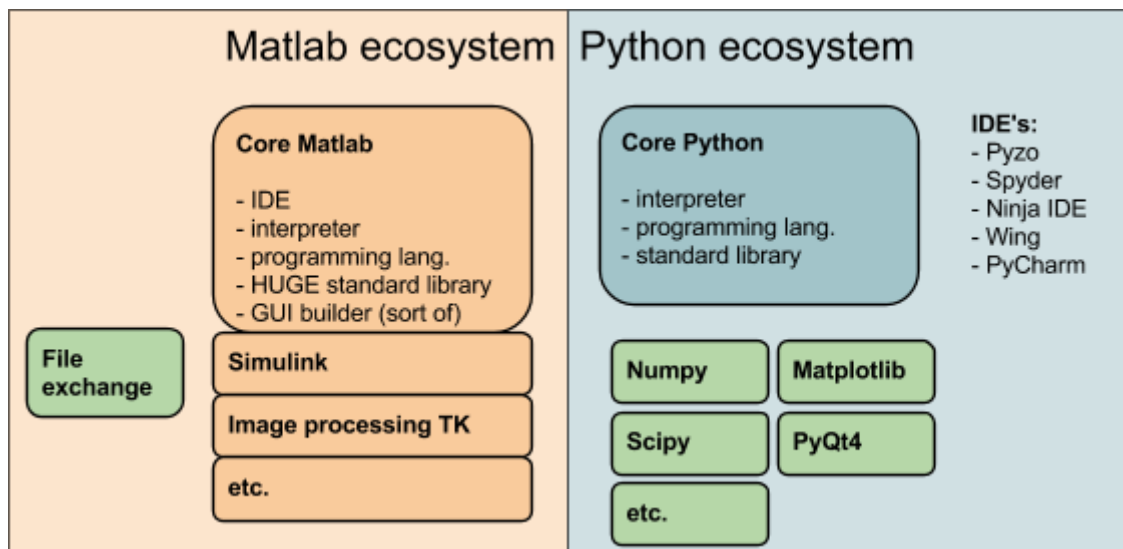 Matlab ecosystem
Core Matlab
- IDE
- interpreter
- programming lang.
- HUGE standard library
- GUI builder (sort of)
File
exchange
Simulink
Image processing TK
etc.
Python ecosystem
Core Python
- interpreter
- programming lang.
- standard library
IDE's:
- Pyzo
- Spyder
- Ninja IDE
- Wing
- PyCharm
Numpy
Matplotlib
Scipy
PyQt4
etc.